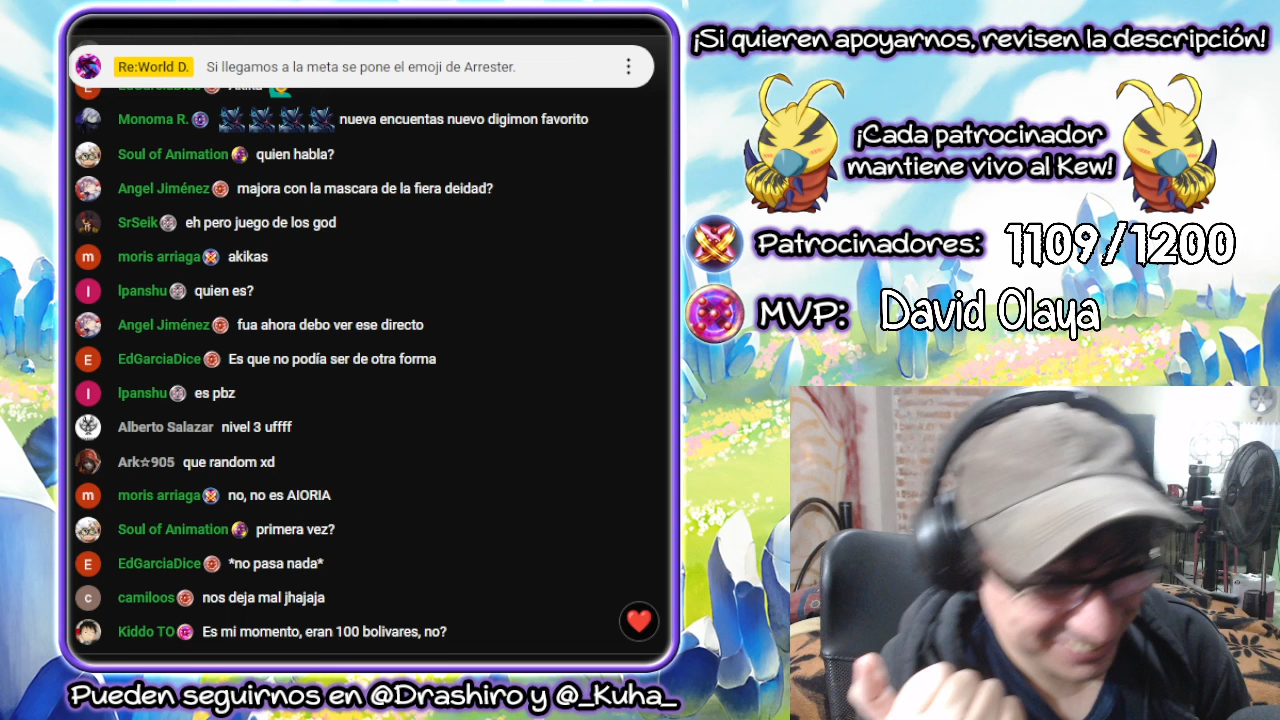 ¡Si quieren apoyarnos, revisen la descripción!
Re:World D. Si llegamos a la meta se pone el emoji de Arrester.
Monoma R. nueva encuentas nuevo digimon favorito
Soul of Animation quien habla?
Angel Jiménez majora con la mascara de la fiera deidad?
SrSeik eh pero juego de los god
m moris arriaga akikas
l lpanshu quien es?
Angel Jiménez fua ahora debo ver ese directo
E EdGarciaDice Es que no podía ser de otra forma
l lpanshu es pbz
Alberto Salazar nivel 3 uffff
Ark☆905 que random xd
m moris arriaga no, no es AIORIA
Soul of Animation primera vez?
E EdGarciaDice *no pasa nada*
c camiloos nos deja mal jhajaja
Kiddo TO Es mi momento, eran 100 bolivares, no?
¡Cada patrocinador
mantiene vivo al Kew!
Patrocinadores: 1109/1200
MVP: David Olaya
Pueden seguirnos en @Drashiro y @_Kuha_